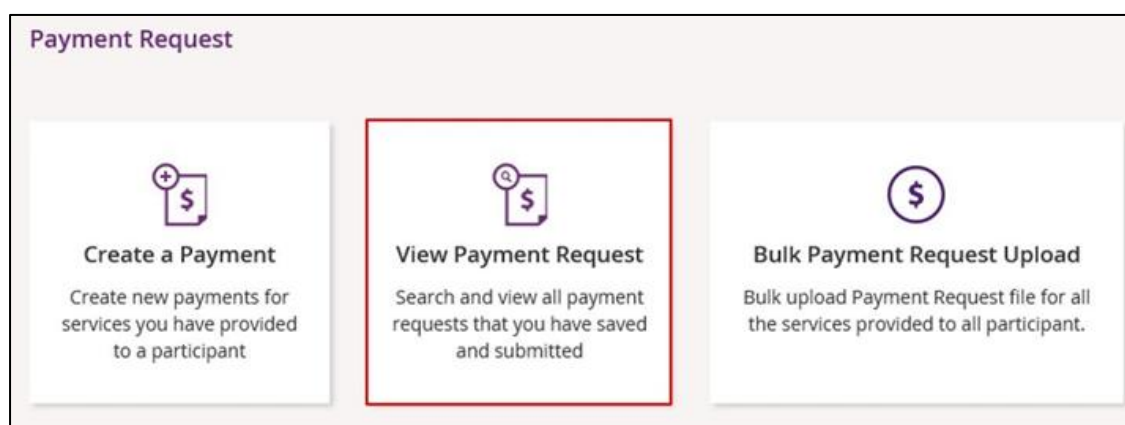 Payment Request
$
Create a Payment
Create new payments for
services you have provided
to a participant
$
View Payment Request
Search and view all payment
requests that you have saved
and submitted
$
Bulk Payment Request Upload
Bulk upload Payment Request file for all
the services provided to all participant.